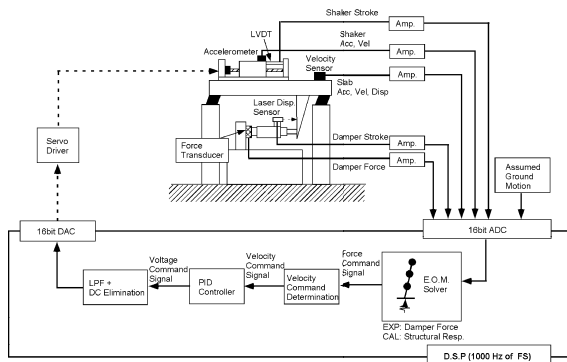 Shaker Stroke
LVDT
Amp.
Accelerometer
Shaker
Acc, Vel
Amp.
Velocity
Sensor
Slab
Acc, Vel, Disp
Amp.
Laser Disp.
Sensor
Servo
Driver
Force
Transducer
Damper Stroke
Amp.
Damper Force
Amp.
Assumed
Ground
Motion
16bit DAC
16bit ADC
Voltage
Command
Signal
Velocity
Command
Signal
Force
Command
Signal
LPF +
DC Elimination
PID
Controller
Velocity
Command
Determination
E.O.M.
Solver
EXP: Damper Force
CAL: Structural Resp.
D.S.P (1000 Hz of FS)